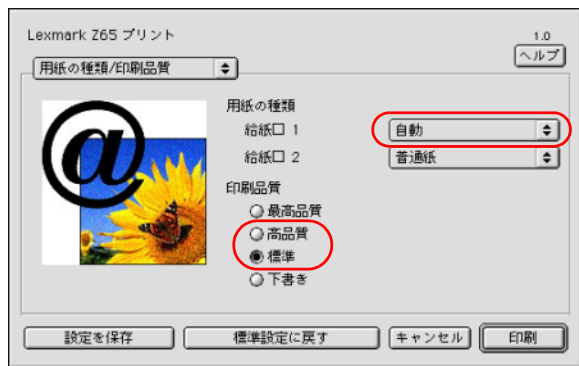 Lexmark Z65 プリント
1.0
ヘルプ
用紙の種類/印刷品質
用紙の種類
給紙口 1 自動
給紙口 2 普通紙
印刷品質
最高品質
高品質
標準
下書き
設定を保存 標準設定に戻す キャンセル 印刷
@